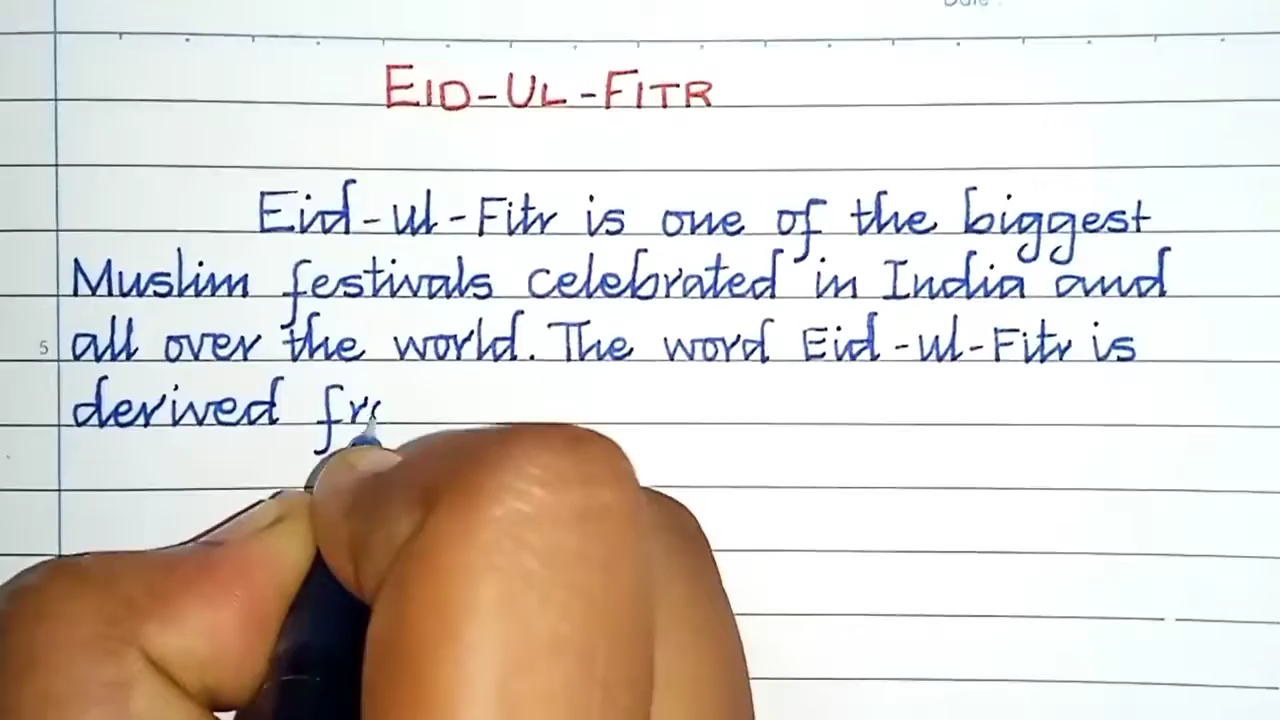 EID-UL-FITR
Eid-ul-Fitr is one of the biggest
Muslim festivals celebrated in India and
5 all over the world. The word Eid-ul-Fitr is
derived